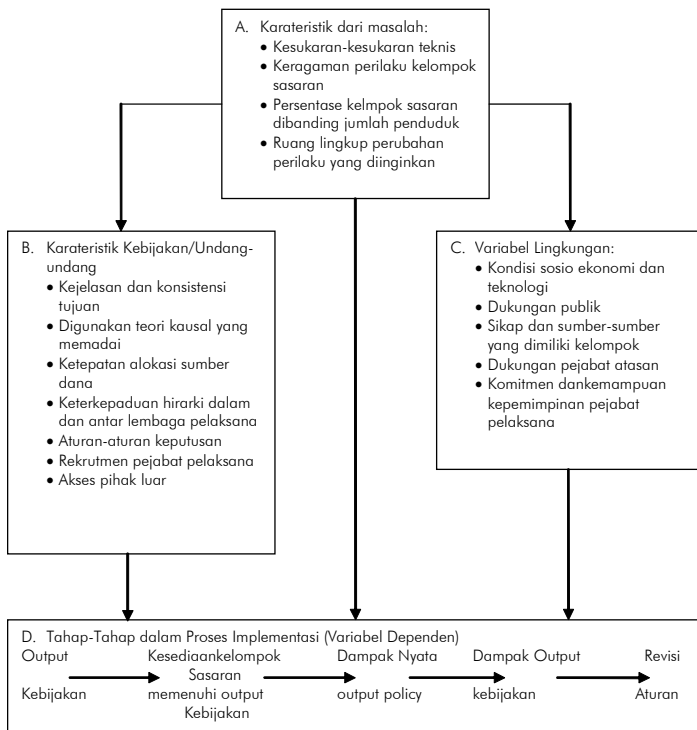 A. Karateristik dari masalah:
• Kesukaran-kesukaran teknis
• Keragaman perilaku kelompok
sasaran
• Persentase kelmpok sasaran
dibanding jumlah penduduk
• Ruang lingkup perubahan
perilaku yang diinginkan
B. Karateristik Kebijakan/Undang-
undang
• Kejelasan dan konsistensi
tujuan
• Digunakan teori kausal yang
memadai
• Ketepatan alokasi sumber
dana
• Keterkepaduan hirarki dalam
dan antar lembaga pelaksana
• Aturan-aturan keputusan
• Rekrutmen pejabat pelaksana
• Akses pihak luar
C. Variabel Lingkungan:
• Kondisi sosio ekonomi dan
teknologi
• Dukungan publik
• Sikap dan sumber-sumber
yang dimiliki kelompok
• Dukungan pejabat atasan
• Komitmen dankemampuan
kepemimpinan pejabat
pelaksana
D. Tahap-Tahap dalam Proses Implementasi (Variabel Dependen)
Output
Kebijakan
Kesediaankelompok
Sasaran
memenuhi output
Kebijakan
Dampak Nyata
output policy
Dampak Output
kebijakan
Revisi
Aturan